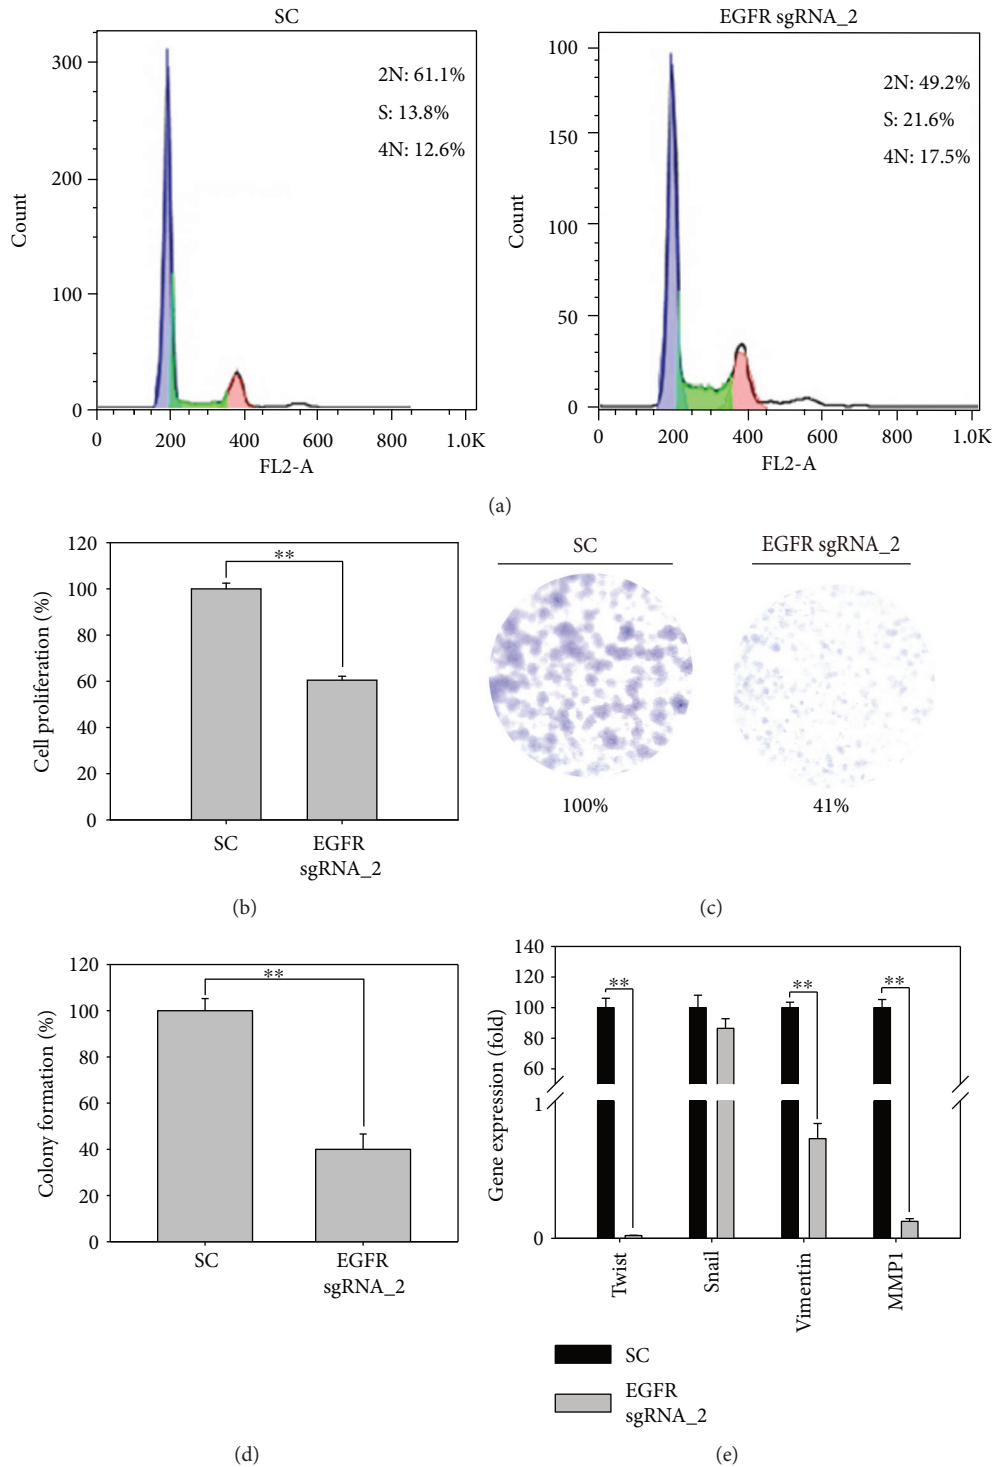 SC
300
200
100
0
Count
2N: 61.1%
S: 13.8%
4N: 12.6%
0 200 400 600 1.0K
FL2-A
EGFR sgRNA_2
100
150
100
50
0
Count
2N: 49.2%
S: 21.6%
4N: 17.5%
0 200 400 600 1.0K
FL2-A
(a)
120
100
80
60
40
20
0
Cell proliferation (%)
**
SC
EGFR
sgRNA_2
(b)
SC
EGFR sgRNA_2
100%
41%
(c)
120
100
80
60
40
20
0
Colony formation (%)
**
SC
EGFR
sgRNA_2
(d)
140
120
100
80
60
1
0
Gene expression (fold)
**
**
**
Twist
Snail
Vimentin
MMP1
SC
EGFR
sgRNA_2
(e)